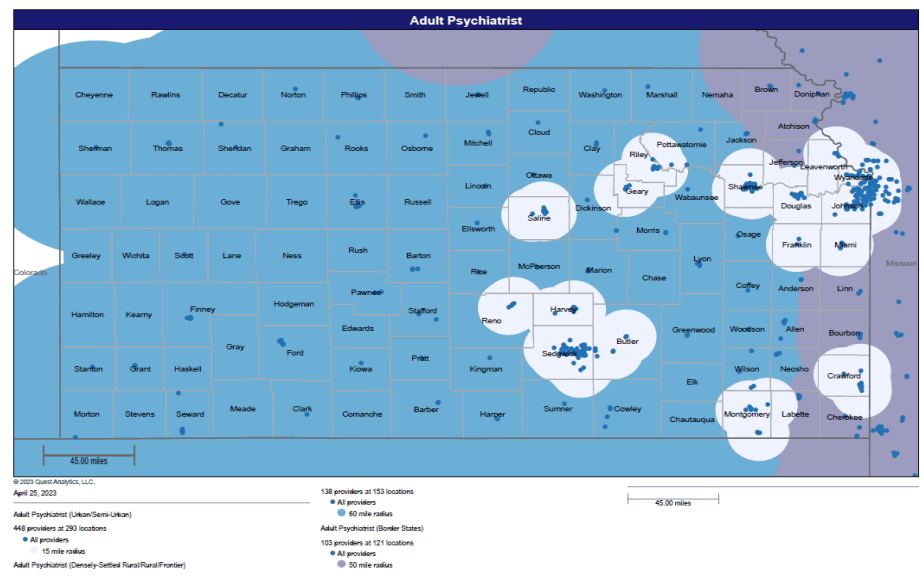 Adult Psychiatrist
Cheyenne Rawlins Decatur Norton Phillips Smith Jewell Republic Washington Marshall Nemaha Brown Doniphan
Atchison
Sherman Thomas Sheridan Graham Rooks Osborne Mitchell Cloud Clay Riley Pottawatomie Jackson
Jefferson Leavenworth
Wyandotte
Wallace Logan Gove Trego Ellis Russell Lincoln Ottawa Geary Wabaunsee Shawnee
Douglas Johnson
Saline Dickinson
Ellsworth Morris Osage Franklin Miami
Greeley Wichita Scott Lane Ness Rush Barton
Colorado Missouri
Rice McPherson Marion Chase Lyon
Coffey Anderson Linn
Hamilton Kearny Finney Hodgeman Pawnee Stafford Reno Harvey
Gray Ford Edwards Sedgwick Butler Greenwood Woodson Allen Bourbon
Stanton Grant Haskell Kiowa Pratt Kingman Elk Wilson Neosho Crawford
Morton Stevens Seward Meade Clark Comanche Barber Harper Sumner Cowley Chautauqua Montgomery Labette Cherokee
45.00 miles
© 2023 Quest Analytics, LLC.
April 25, 2023
Adult Psychiatrist (Urban/Semi-Urban)
448 providers at 293 locations
All providers
15 mile radius
Adult Psychiatrist (Densely-Settled Rural/Rural/Frontier)
138 providers at 153 locations
All providers
60 mile radius
Adult Psychiatrist (Border States)
103 providers at 121 locations
All providers
50 mile radius
45.00 miles